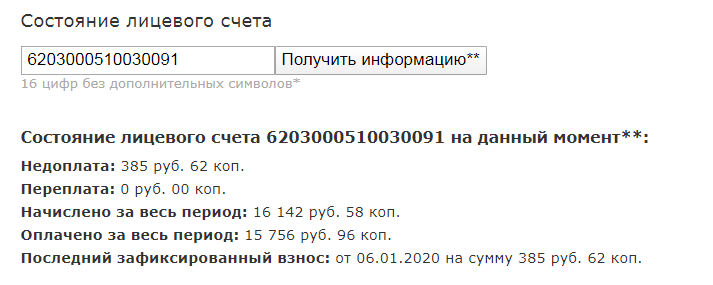 Состояние лицевого счета
6203000510030091 Получить информацию**
16 цифр без дополнительных символов*
Состояние лицевого счета 6203000510030091 на данный момент**:
Недоплата: 385 руб. 62 коп.
Переплата: 0 руб. 00 коп.
Начислено за весь период: 16 142 руб. 58 коп.
Оплачено за весь период: 15 756 руб. 96 коп.
Последний зафиксированный взнос: от 06.01.2020 на сумму 385 руб. 62 коп.